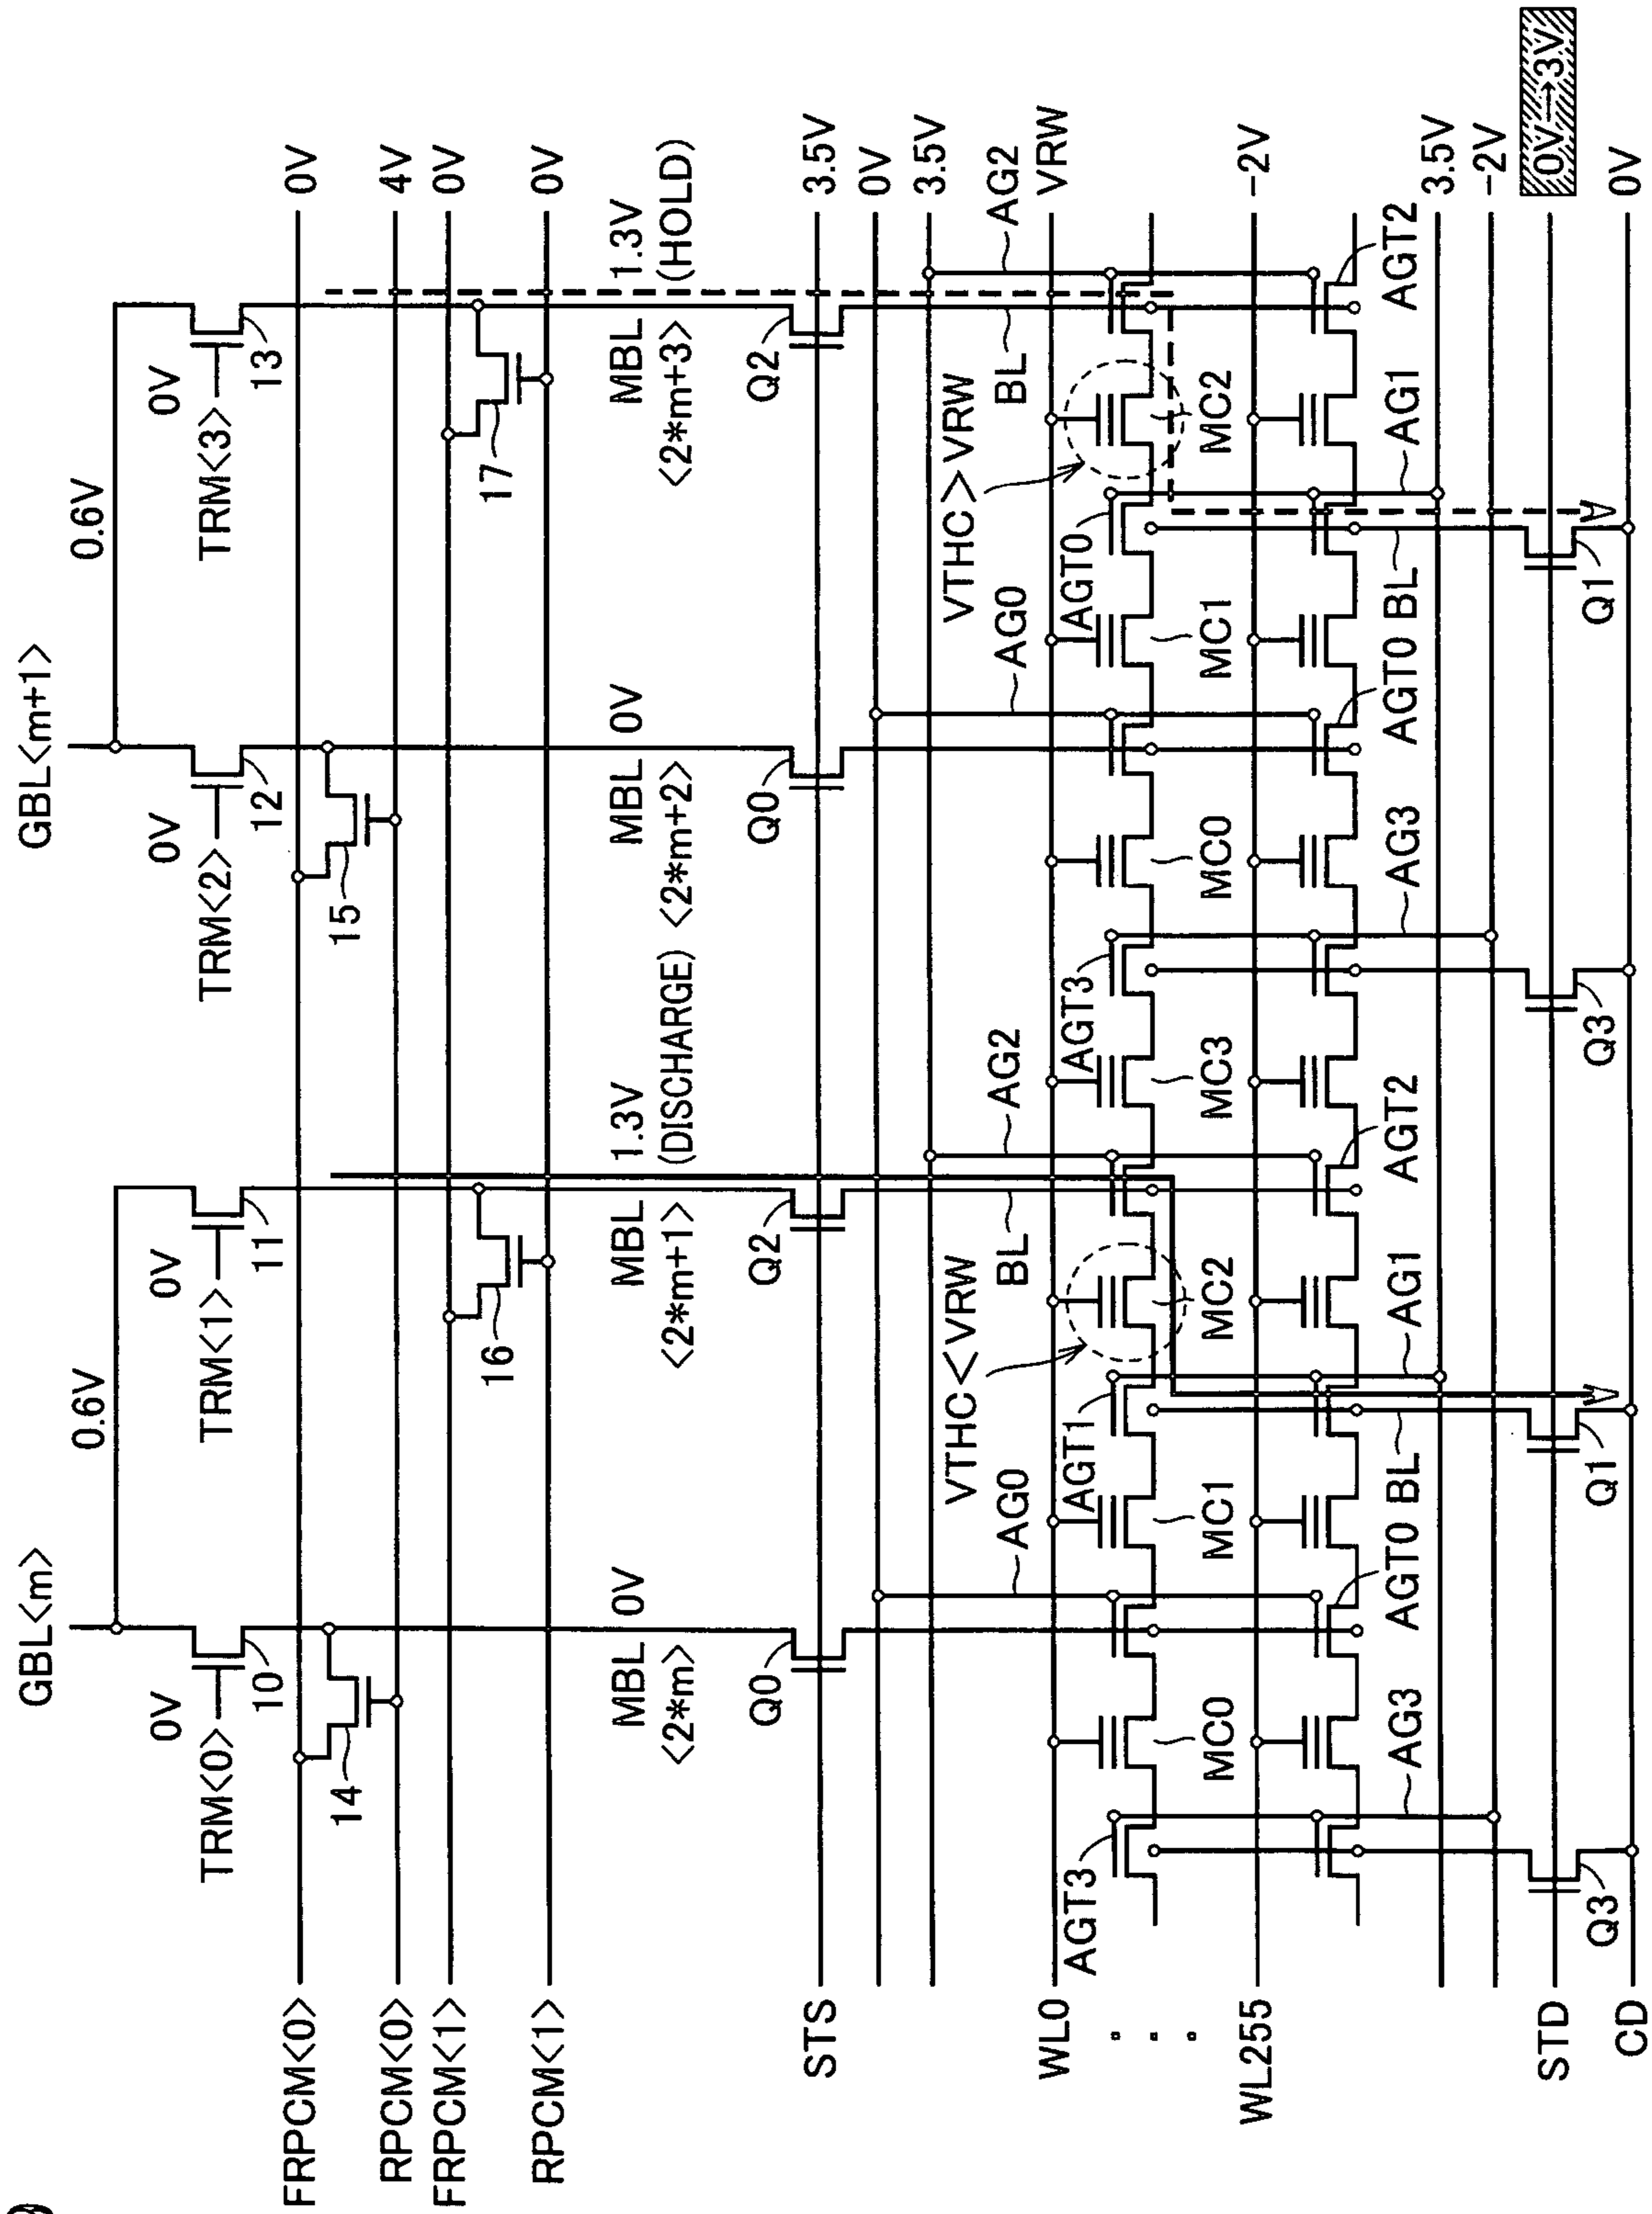 GBL<m>
GBL<m+1>
0.6V
0.6V
0V
0V
0V
0V
TRM<0>
TRM<1>
TRM<2>
TRM<3>
10
11
12
13
FRPCM<0>
0V
14
15
RPCM<0>
4V
FRPCM<1>
0V
16
17
RPCM<1>
0V
MBL 0V
<2*m>
MBL 1.3V
<2*m+1> (DISCHARGE)
MBL 0V
<2*m+2>
MBL 1.3V
<2*m+3> (HOLD)
Q0
Q2
Q0
Q2
STS
3.5V
0V
3.5V
VTHC<VRW
VTHC>VRW
AG0
BL
AG2
AG0
BL
AG2
WL0
VRW
AGT3
AGT1
AGT3
AGT0
MC0
MC1
MC2
MC3
MC0
MC1
MC2
WL255
-2V
AG3
AGT0 BL
AG1
AGT2
AG3
AGT0 BL
AG1
AGT2
3.5V
-2V
STD
0V→3V
Q3
Q1
Q3
Q1
CD
0V